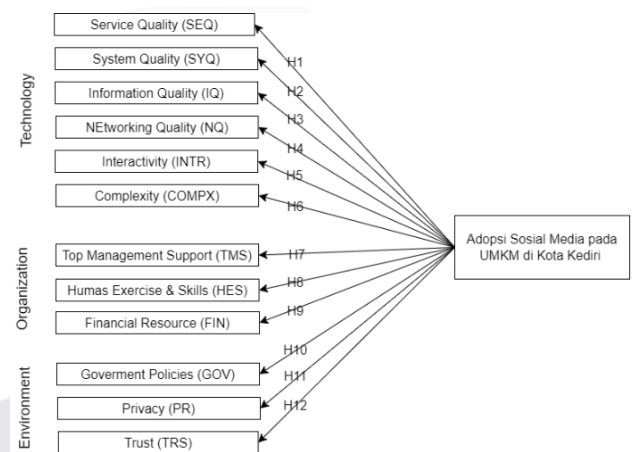 Technology
Service Quality (SEQ)
System Quality (SYQ)
Information Quality (IQ)
NEtworking Quality (NQ)
Interactivity (INTR)
Complexity (COMPX)
Organization
Top Management Support (TMS)
Humas Exercise & Skills (HES)
Financial Resource (FIN)
Environment
Goverment Policies (GOV)
Privacy (PR)
Trust (TRS)
H1
H2
H3
H4
H5
H6
H7
H8
H9
H10
H11
H12
Adopsi Sosial Media pada
UMKM di Kota Kediri